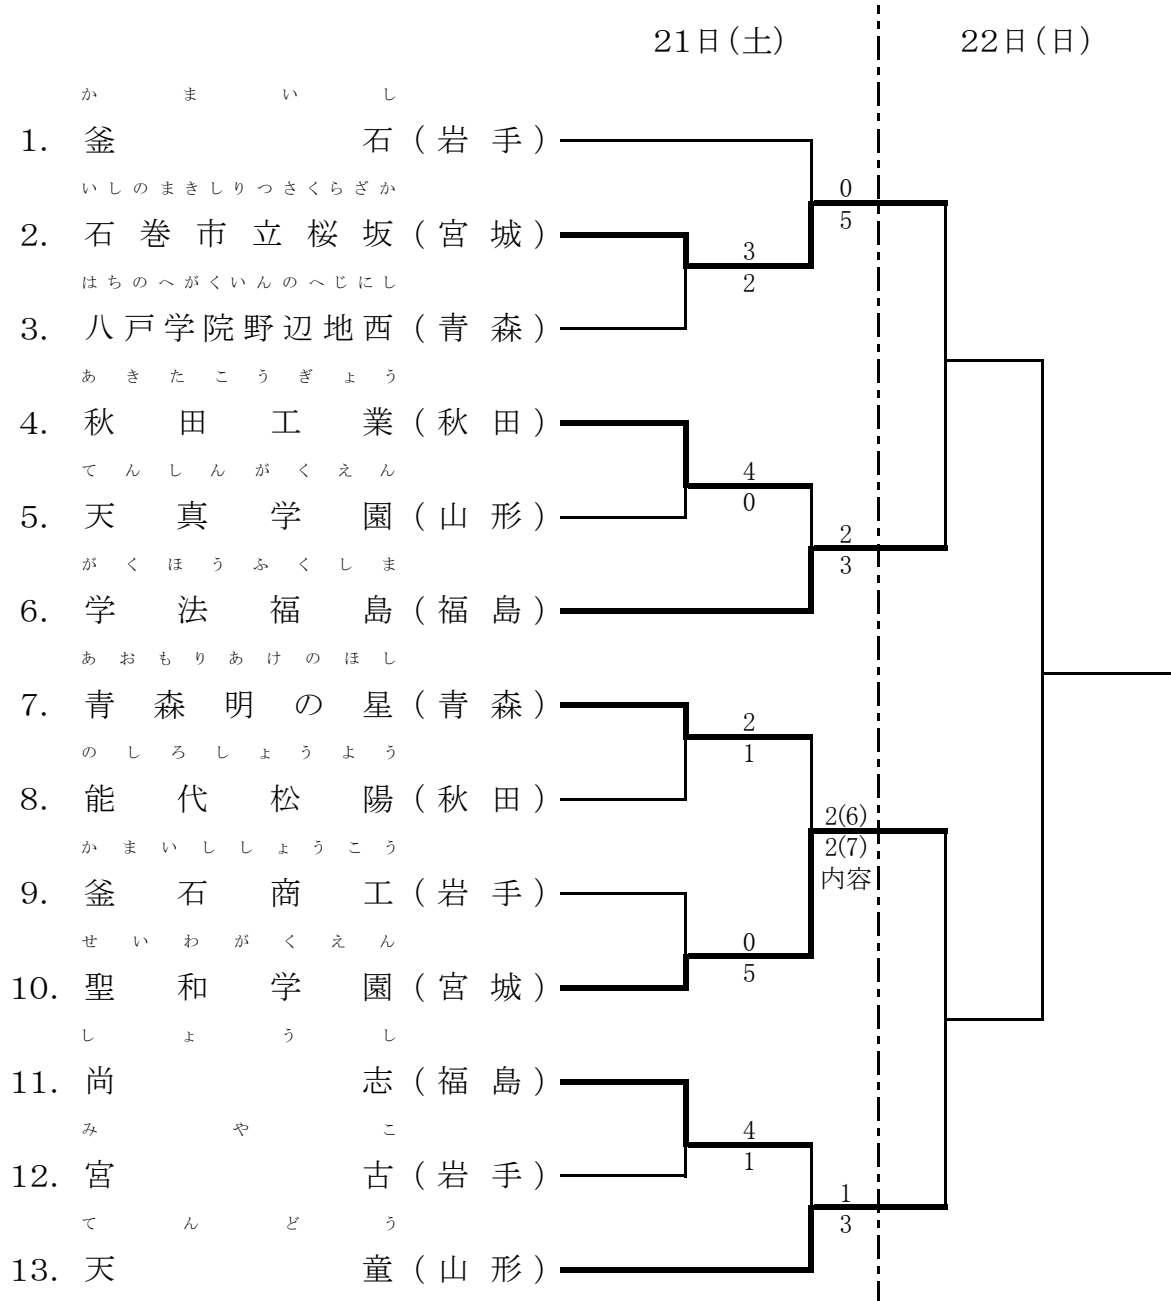 21日(土) 22日(日)
かまいし
1. 釜石(岩手)
0
いしのまきしりつさくらざか
5
2. 石巻市立桜坂(宮城)
3
はちのへがくいんのへじにし
2
3. 八戸学院野辺地西(青森)
あきたこうぎょう
4. 秋田工業(秋田)
てんしんがくえん
4
0
5. 天真学園(山形)
2
がくほうふくしま
3
6. 学法福島(福島)
あおもりあけのほし
7. 青森明の星(青森)
2
のしろしょうよう
1
8. 能代松陽(秋田)
2(6)
かまいししょうこう
2(7)
内容
9. 釜石商工(岩手)
せいわがくえん
0
5
10. 聖和学園(宮城)
しょうし
11. 尚志(福島)
みやこ
4
1
12. 宮古(岩手)
1
てんどう
3
13. 天童(山形)